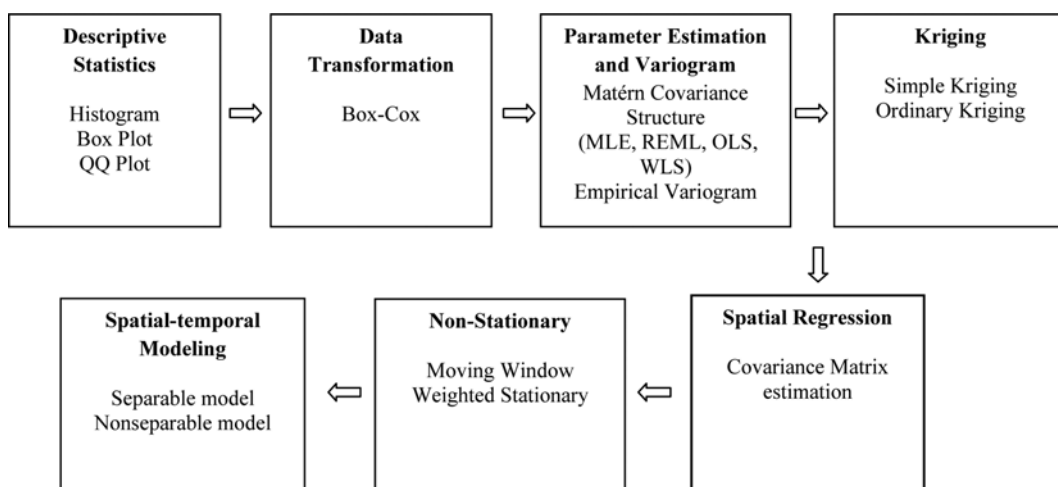 Descriptive
Statistics
Histogram
Box Plot
QQ Plot
Data
Transformation
Box-Cox
Parameter Estimation
and Variogram
Matérn Covariance
Structure
(MLE, REML, OLS,
WLS)
Empirical Variogram
Kriging
Simple Kriging
Ordinary Kriging
Spatial Regression
Covariance Matrix
estimation
Non-Stationary
Moving Window
Weighted Stationary
Spatial-temporal
Modeling
Separable model
Nonseparable model